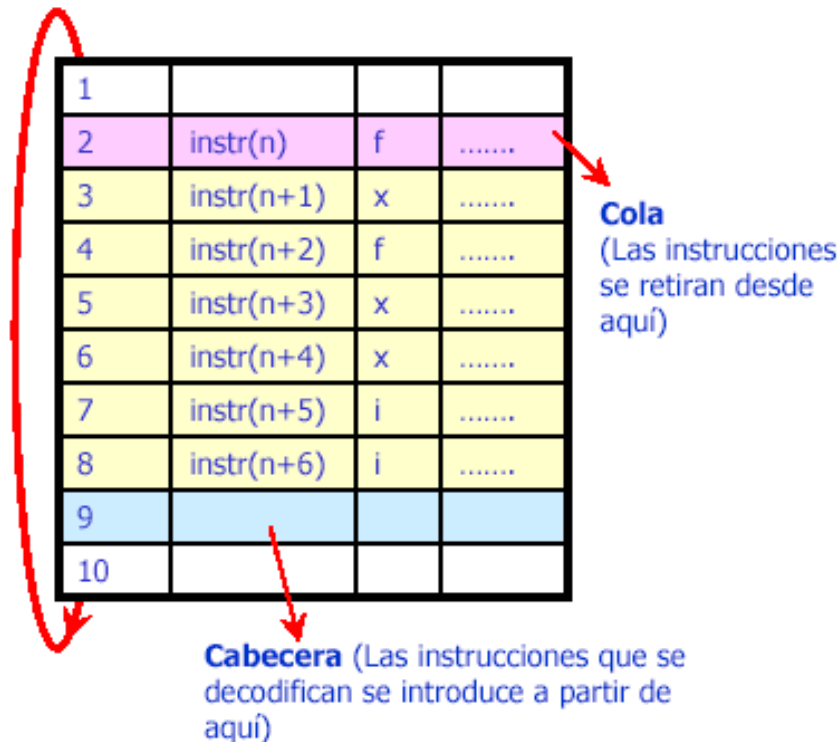 1
2 instr(n) f .......
3 instr(n+1) x .......
4 instr(n+2) f .......
5 instr(n+3) x .......
6 instr(n+4) x .......
7 instr(n+5) i .......
8 instr(n+6) i .......
9
10
Cola
(Las instrucciones
se retiran desde
aquí)
Cabecera (Las instrucciones que se
decodifican se introduce a partir de
aquí)